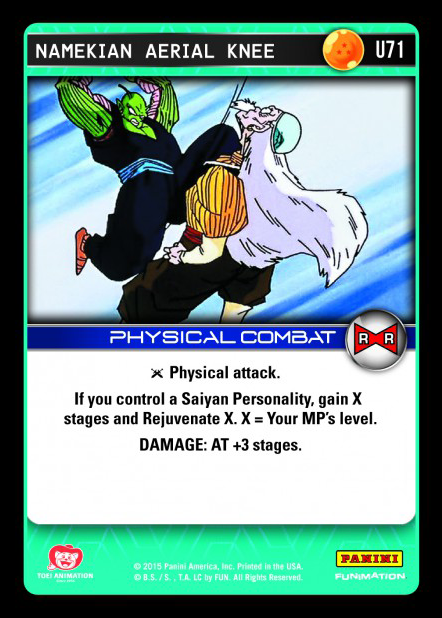 NAMEKIAN AERIAL KNEE U71
PHYSICAL COMBAT R R
Physical attack.
If you control a Saiyan Personality, gain X
stages and Rejuvenate X. X = Your MP's level.
DAMAGE: AT +3 stages.
TOEI ANIMATION
© 2015 Panini America, Inc. Printed in the USA.
© B.S./ S. , T.A. LC by FUN. All Rights Reserved.
PANINI
FUNIMATION